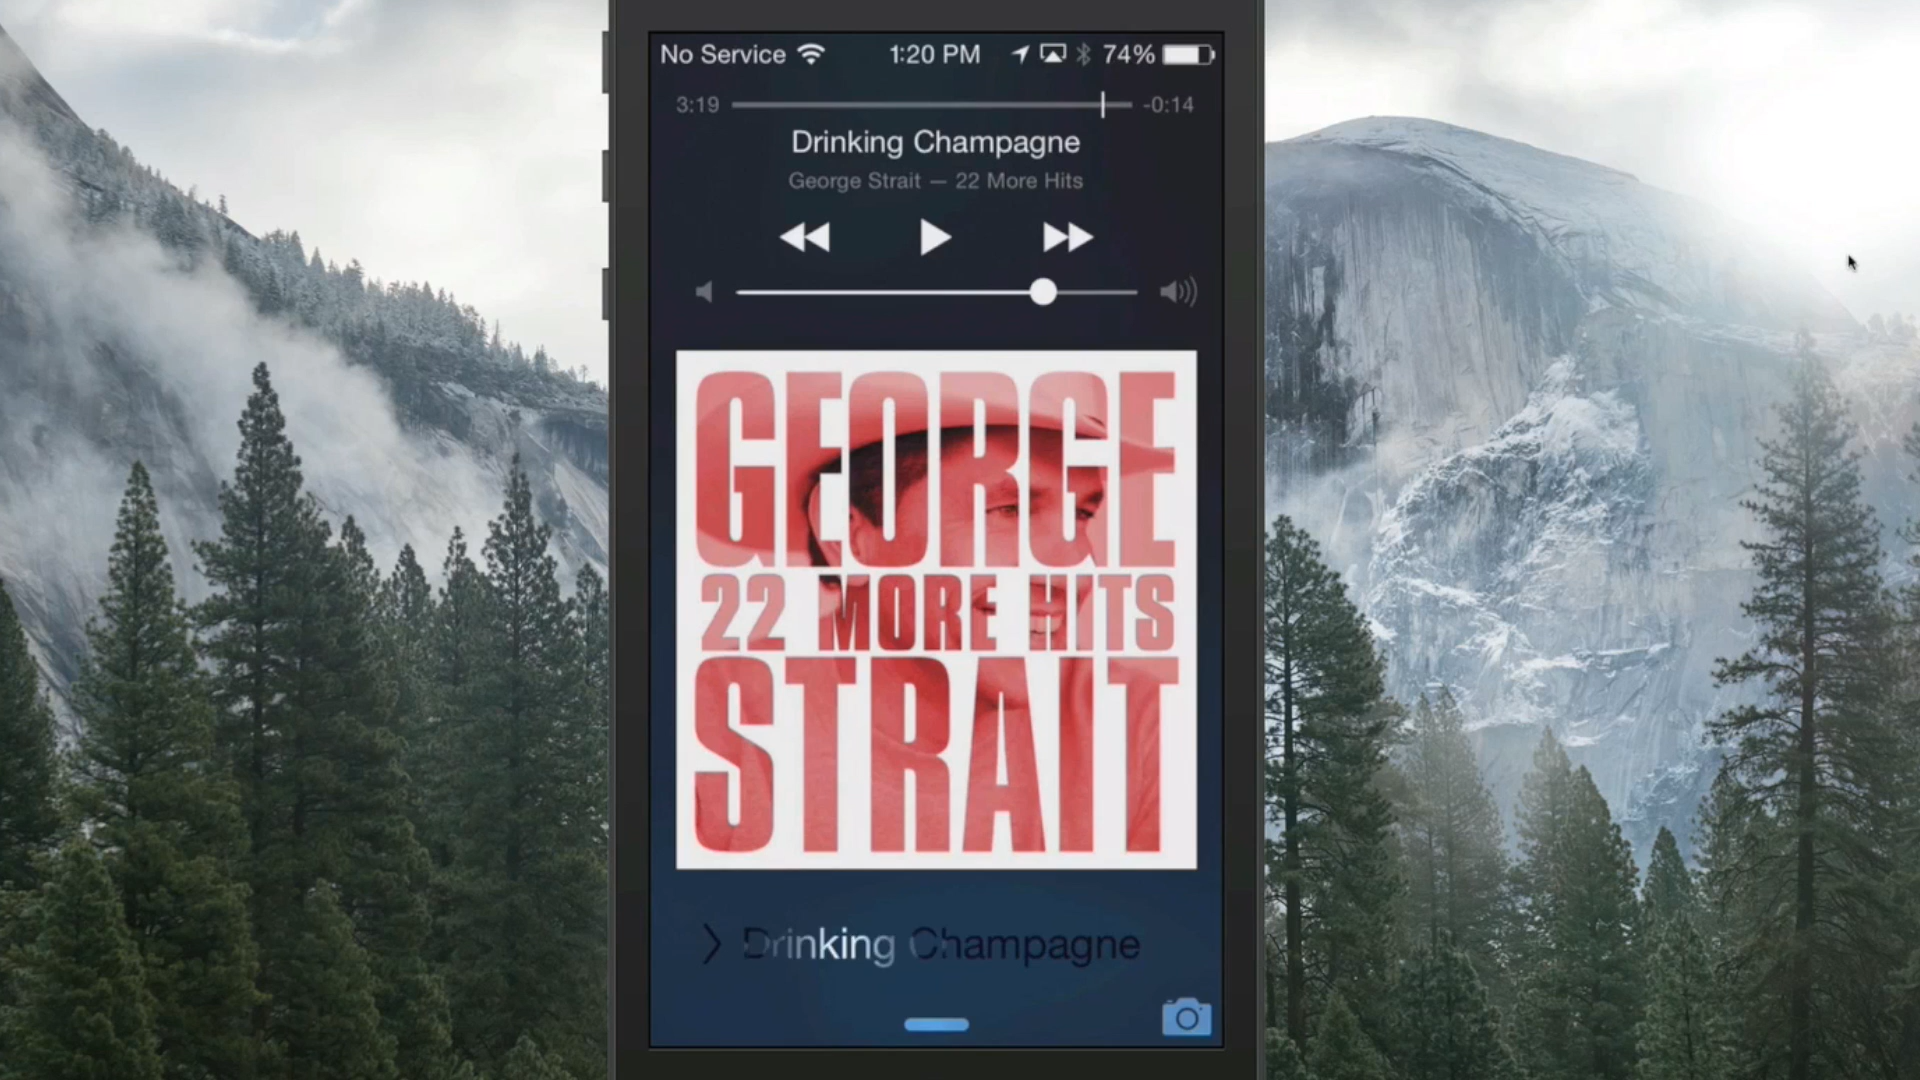 No Service 1:20 PM 74%
3:19 -0:14
Drinking Champagne
George Strait — 22 More Hits
GEORGE
22 MORE HITS
STRAIT
Drinking Champagne